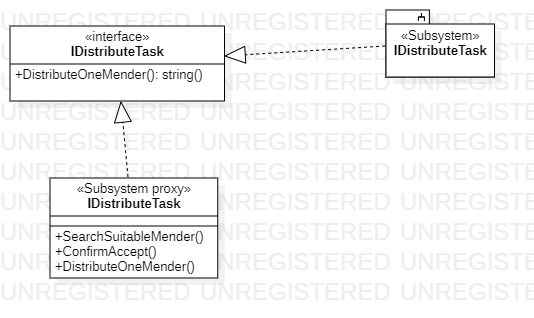 «interface»
IDistributeTask
+DistributeOneMender(): string()
«Subsystem»
IDistributeTask
«Subsystem proxy»
IDistributeTask
+SearchSuitableMender()
+ConfirmAccept()
+DistributeOneMender()
UNREGISTERED UNREGISTERED UNREGISTERED